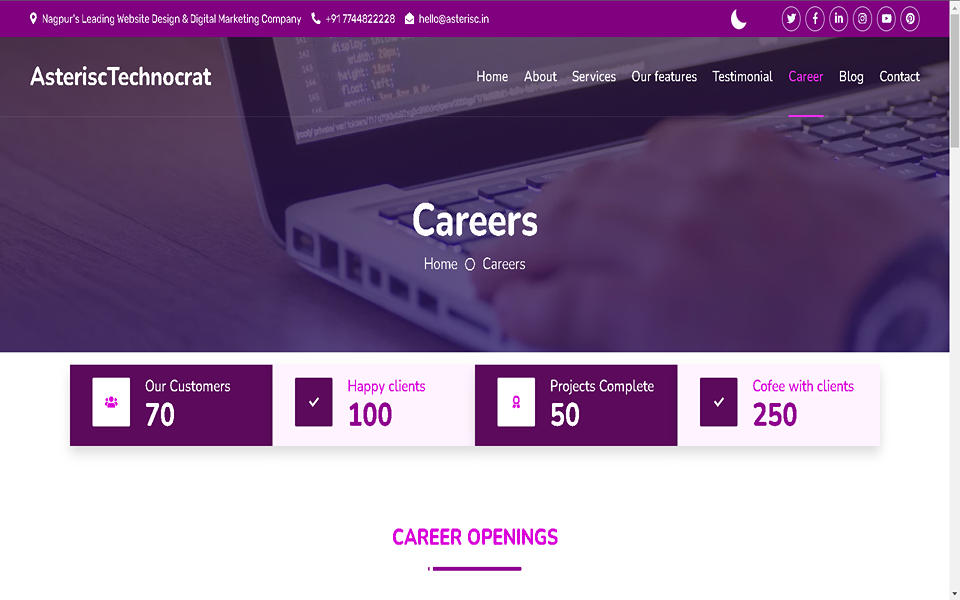 Nagpur's Leading Website Design & Digital Marketing Company +91 7744822228 hello@asterisc.in
AsteriscTechnocrat
Home About Services Our features Testimonial Career Blog Contact
Careers
Home Careers
Our Customers
70
Happy clients
100
Projects Complete
50
Cofee with clients
250
CAREER OPENINGS